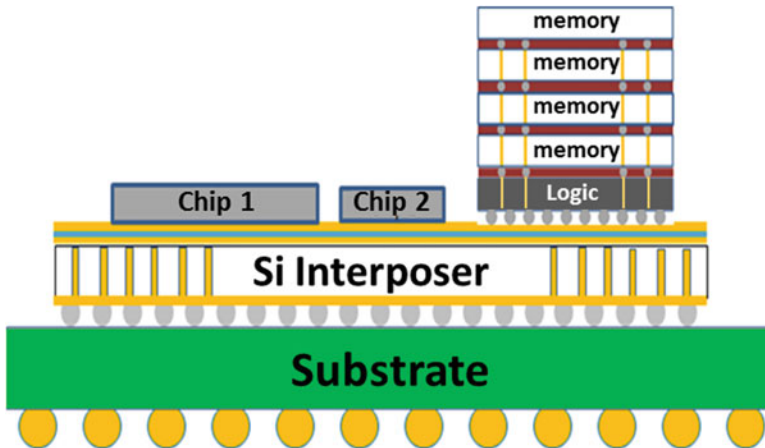 memory
memory
memory
memory
Logic
Chip 1
Chip 2
Si Interposer
Substrate